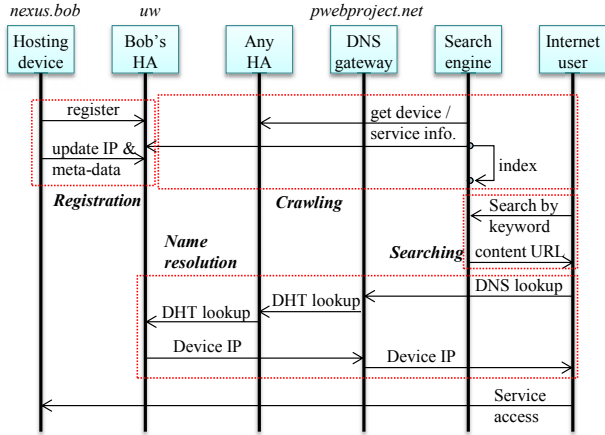 nexus.bob
uw
pwebproject.net
Hosting
device
Bob's
HA
Any
HA
DNS
gateway
Search
engine
Internet
user
register
get device /
service info.
update IP &
meta-data
index
Registration
Crawling
Search by
keyword
Name
resolution
Searching
content URL
DNS lookup
DHT lookup
DHT lookup
Device IP
Device IP
Service
access